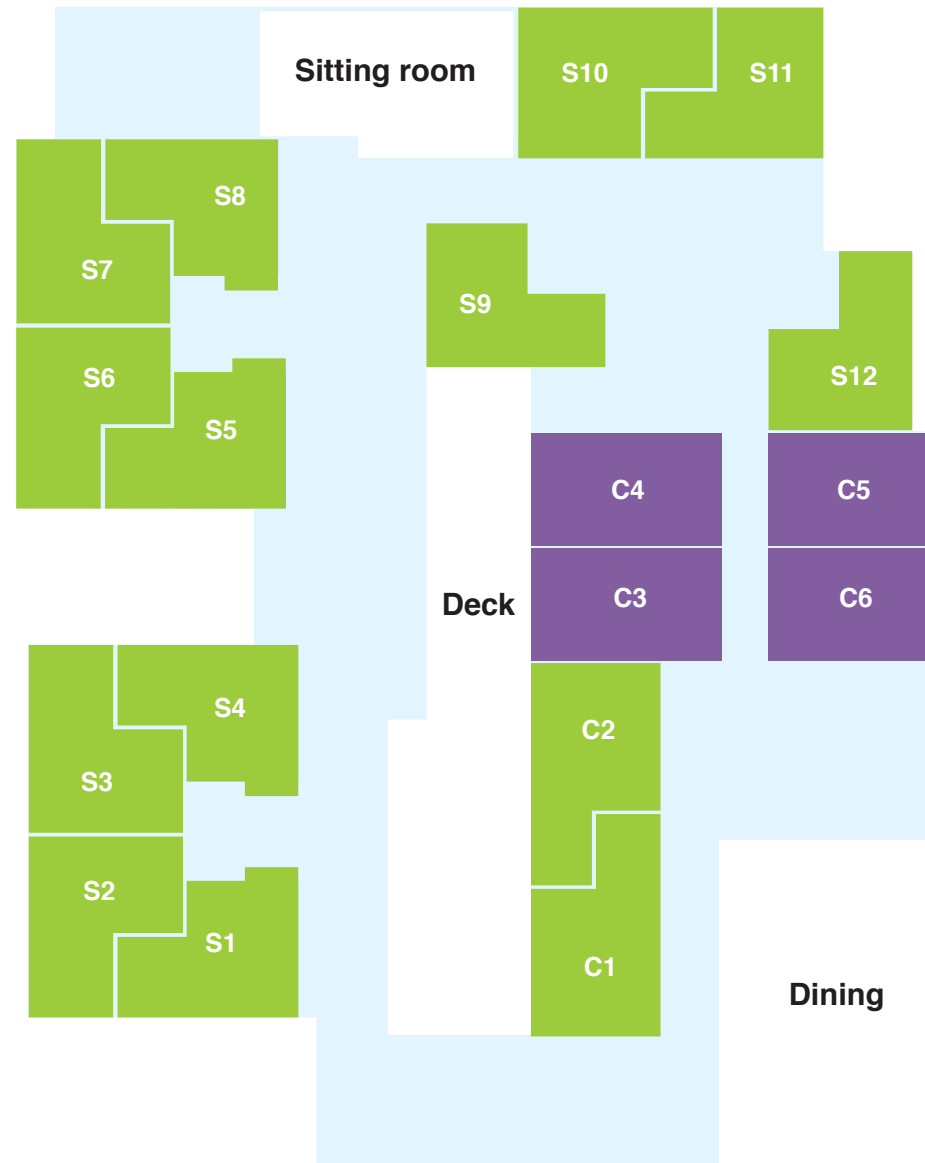 Sitting room
S10
S11
S8
S7
S9
S6
S12
S5
C4
C5
Deck
C3
C6
S4
C2
S3
S2
S1
C1
Dining